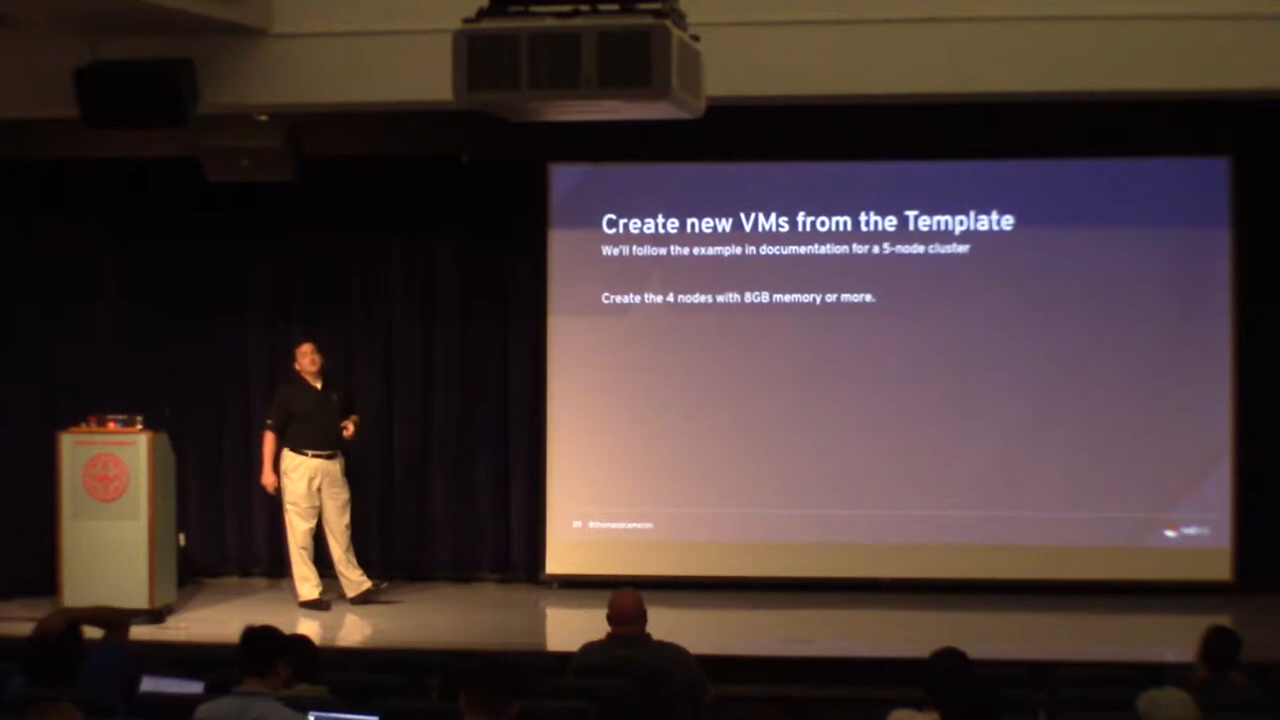 Create new VMs from the Template
We'll follow the example in documentation for a 5-node cluster
Create the 4 nodes with 8GB memory or more.
@thomasdcameron